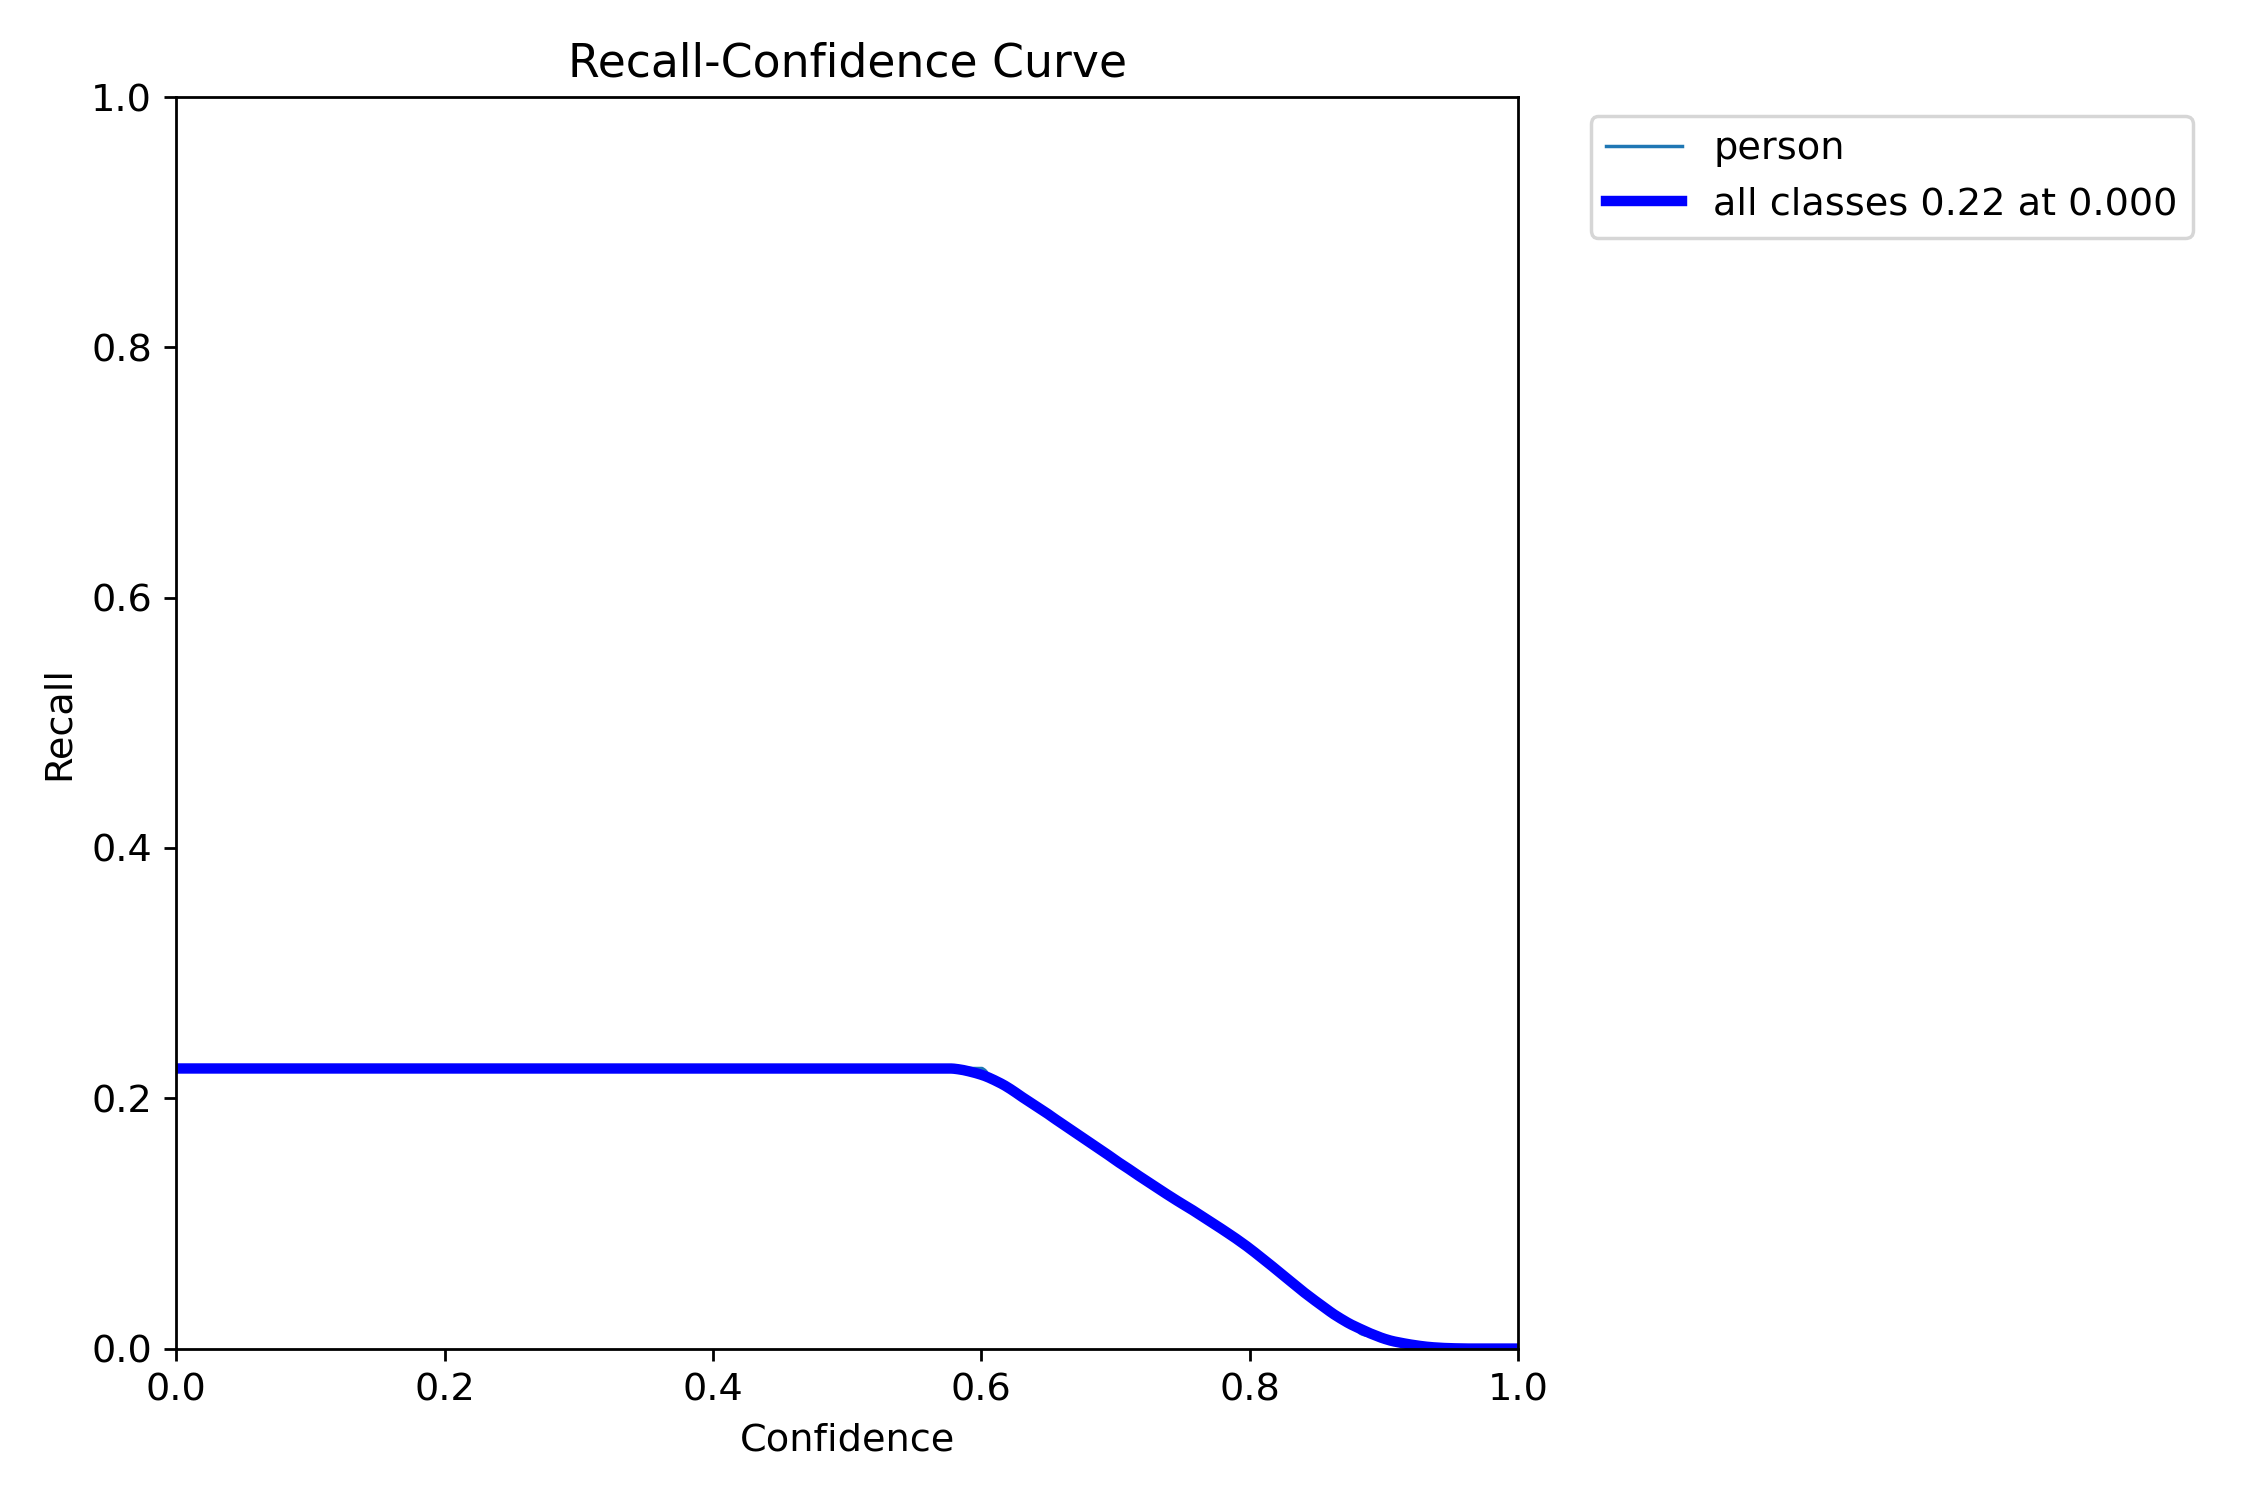 Recall-Confidence Curve
1.0
0.8
0.6
0.4
0.2
0.0
Recall
0.0 0.2 0.4 0.6 0.8 1.0
Confidence
person
all classes 0.22 at 0.000